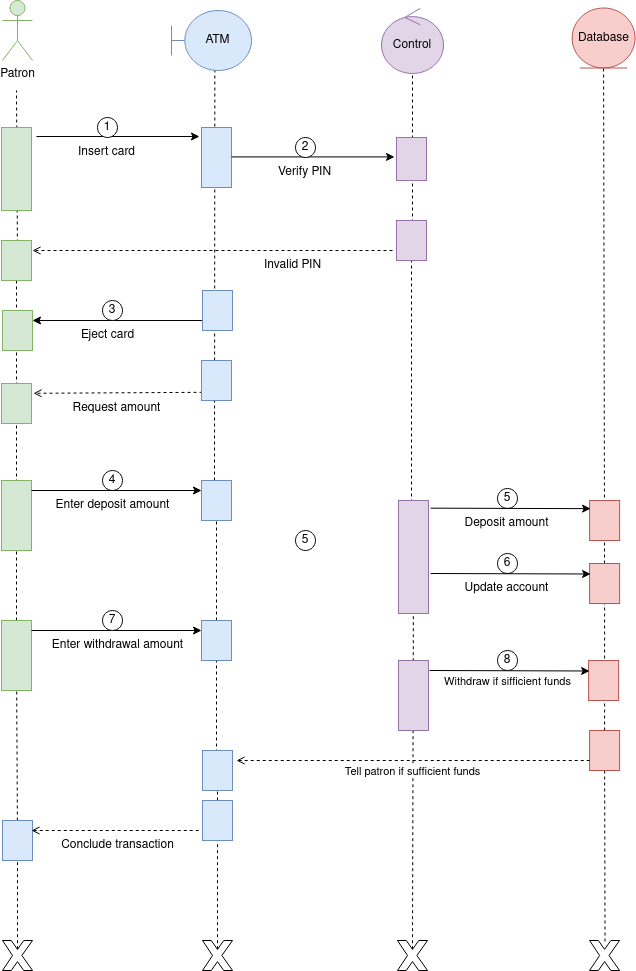 Patron
ATM
Control
Database
1
Insert card
2
Verify PIN
Invalid PIN
3
Eject card
Request amount
4
Enter deposit amount
5
Deposit amount
5
6
Update account
7
Enter withdrawal amount
8
Withdraw if sifficient funds
Tell patron if sufficient funds
Conclude transaction